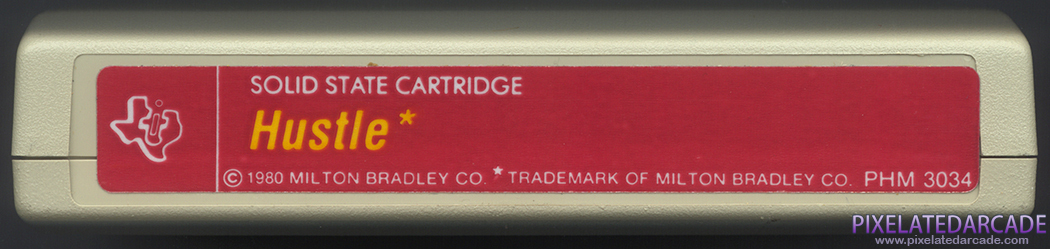 SOLID STATE CARTRIDGE
Hustle*
© 1980 MILTON BRADLEY CO. * TRADEMARK OF MILTON BRADLEY CO. PHM 3034
PIXELATEDARCADE
www.pixelatedarcade.com